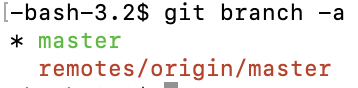 [-bash-3.2$ git branch -a
* master
remotes/origin/master